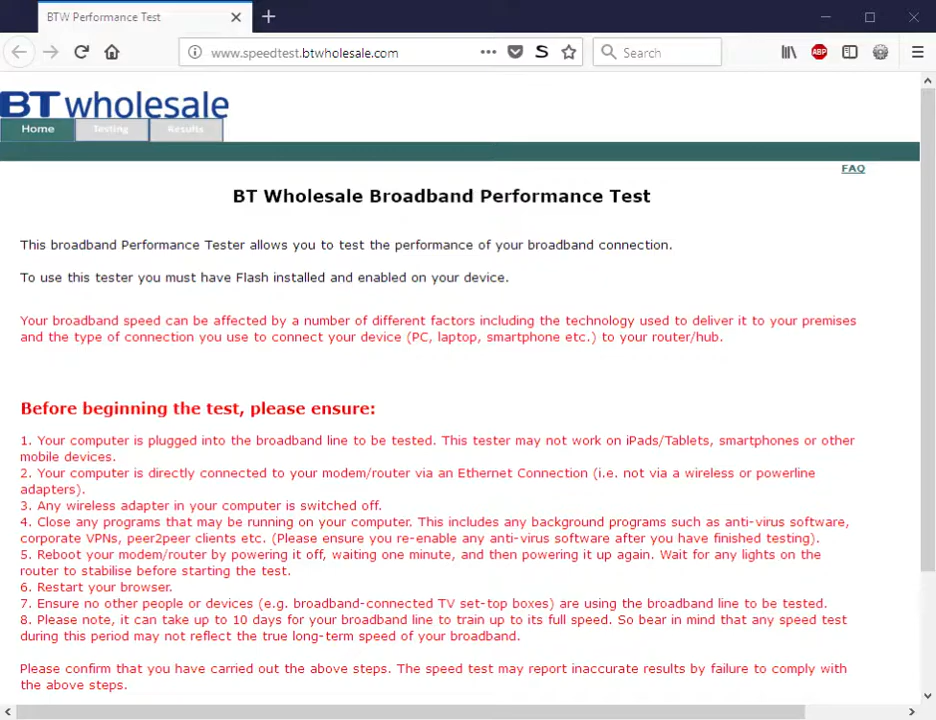 BTW Performance Test
www.speedtest.btwholesale.com
S
Search
ABP
BT wholesale
Home
Testing
Results
FAQ
BT Wholesale Broadband Performance Test
This broadband Performance Tester allows you to test the performance of your broadband connection.
To use this tester you must have Flash installed and enabled on your device.
Your broadband speed can be affected by a number of different factors including the technology used to deliver it to your premises
and the type of connection you use to connect your device (PC, laptop, smartphone etc.) to your router/hub.
Before beginning the test, please ensure:
1. Your computer is plugged into the broadband line to be tested. This tester may not work on iPads/Tablets, smartphones or other
mobile devices.
2. Your computer is directly connected to your modem/router via an Ethernet Connection (i.e. not via a wireless or powerline
adapters).
3. Any wireless adapter in your computer is switched off.
4. Close any programs that may be running on your computer. This includes any background programs such as anti-virus software,
corporate VPNs, peer2peer clients etc. (Please ensure you re-enable any anti-virus software after you have finished testing).
5. Reboot your modem/router by powering it off, waiting one minute, and then powering it up again. Wait for any lights on the
router to stabilise before starting the test.
6. Restart your browser.
7. Ensure no other people or devices (e.g. broadband-connected TV set-top boxes) are using the broadband line to be tested.
8. Please note, it can take up to 10 days for your broadband line to train up to its full speed. So bear in mind that any speed test
during this period may not reflect the true long-term speed of your broadband.
Please confirm that you have carried out the above steps. The speed test may report inaccurate results by failure to comply with
the above steps.